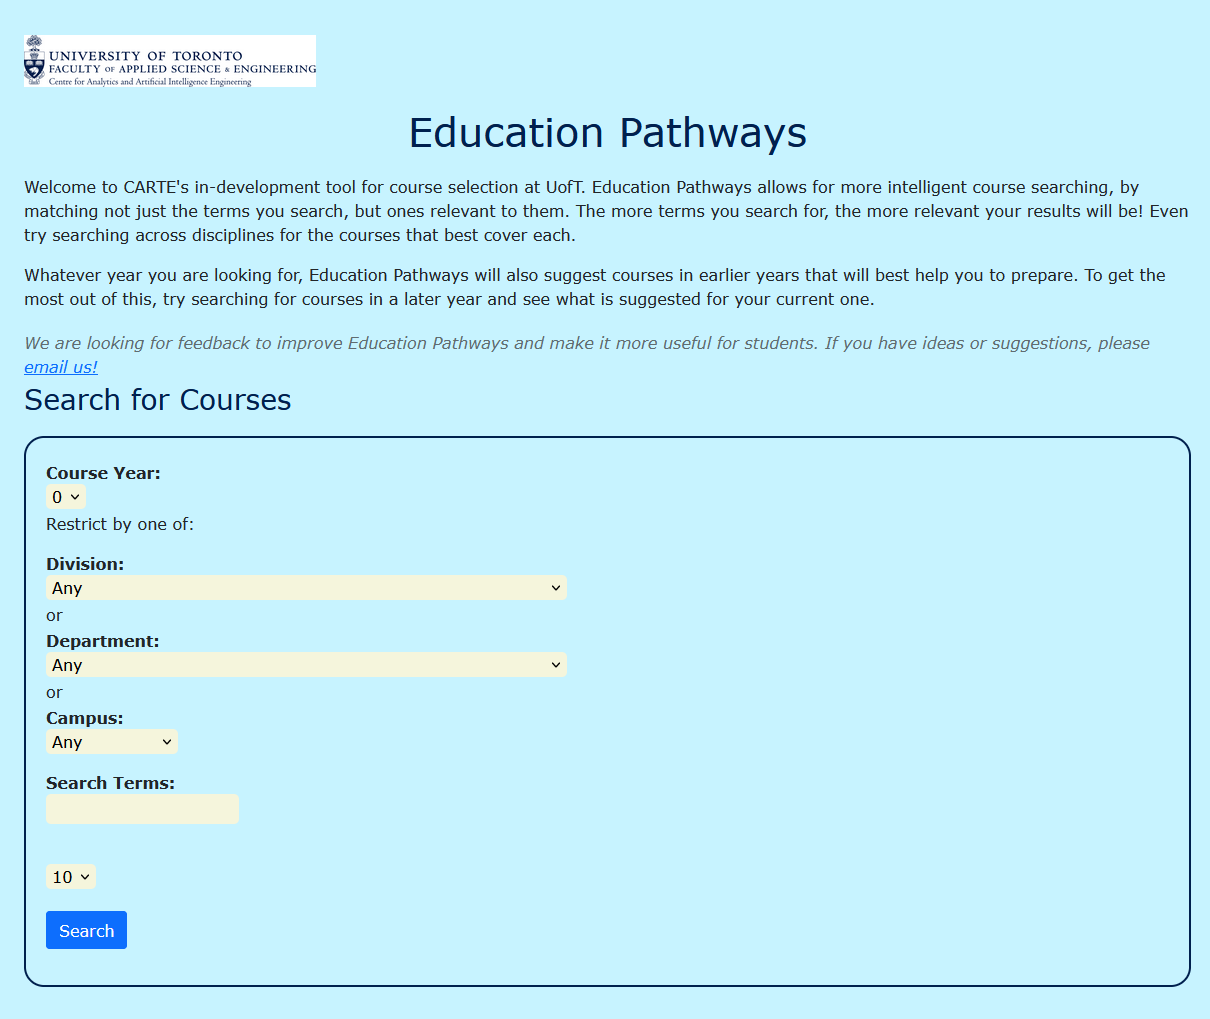 UNIVERSITY OF TORONTO
FACULTY OF APPLIED SCIENCE & ENGINEERING
Centre for Analytics and Artificial Intelligence Engineering
Education Pathways
Welcome to CARTE's in-development tool for course selection at UofT. Education Pathways allows for more intelligent course searching, by
matching not just the terms you search, but ones relevant to them. The more terms you search for, the more relevant your results will be! Even
try searching across disciplines for the courses that best cover each.
Whatever year you are looking for, Education Pathways will also suggest courses in earlier years that will best help you to prepare. To get the
most out of this, try searching for courses in a later year and see what is suggested for your current one.
We are looking for feedback to improve Education Pathways and make it more useful for students. If you have ideas or suggestions, please
email us!
Search for Courses
Course Year:
0
Restrict by one of:
Division:
Any
or
Department:
Any
or
Campus:
Any
Search Terms:
10
Search